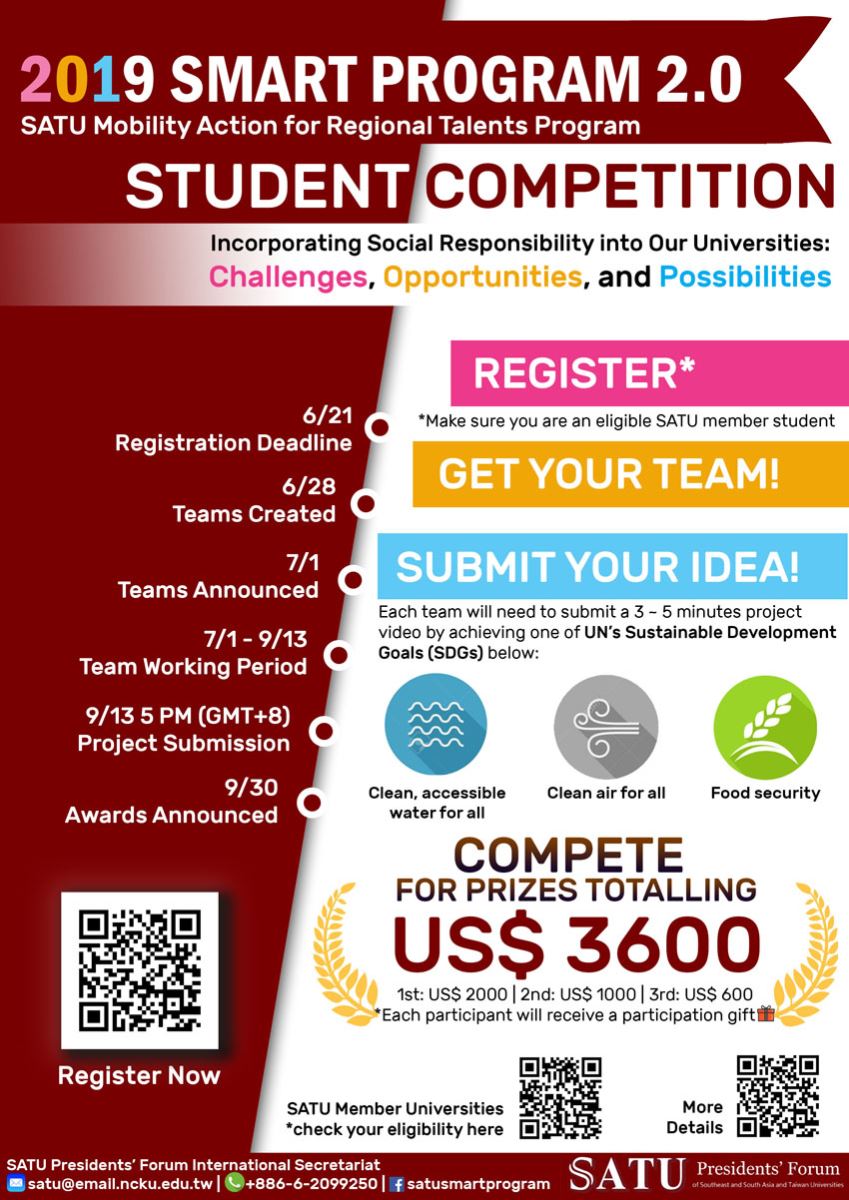 2019 SMART PROGRAM 2.0
SATU Mobility Action for Regional Talents Program
STUDENT COMPETITION
Incorporating Social Responsibility into Our Universities:
Challenges, Opportunities, and Possibilities
REGISTER*
*Make sure you are an eligible SATU member student
GET YOUR TEAM!
SUBMIT YOUR IDEA!
Each team will need to submit a 3 ~ 5 minutes project
video by achieving one of UN's Sustainable Development
Goals (SDGs) below:
Clean, accessible
water for all
Clean air for all
Food security
6/21
Registration Deadline
6/28
Teams Created
7/1
Teams Announced
7/1 - 9/13
Team Working Period
9/13 5 PM (GMT+8)
Project Submission
9/30
Awards Announced
COMPETE
FOR PRIZES TOTALLING
US$ 3600
1st: US$ 2000 | 2nd: US$ 1000 | 3rd: US$ 600
*Each participant will receive a participation gift
Register Now
SATU Member Universities
*check your eligibility here
More
Details
SATU Presidents' Forum International Secretariat
satu@email.ncku.edu.tw | +886-6-2099250 | satusmartprogram
SATU Presidents' Forum
of Southeast and South Asia and Taiwan Universities